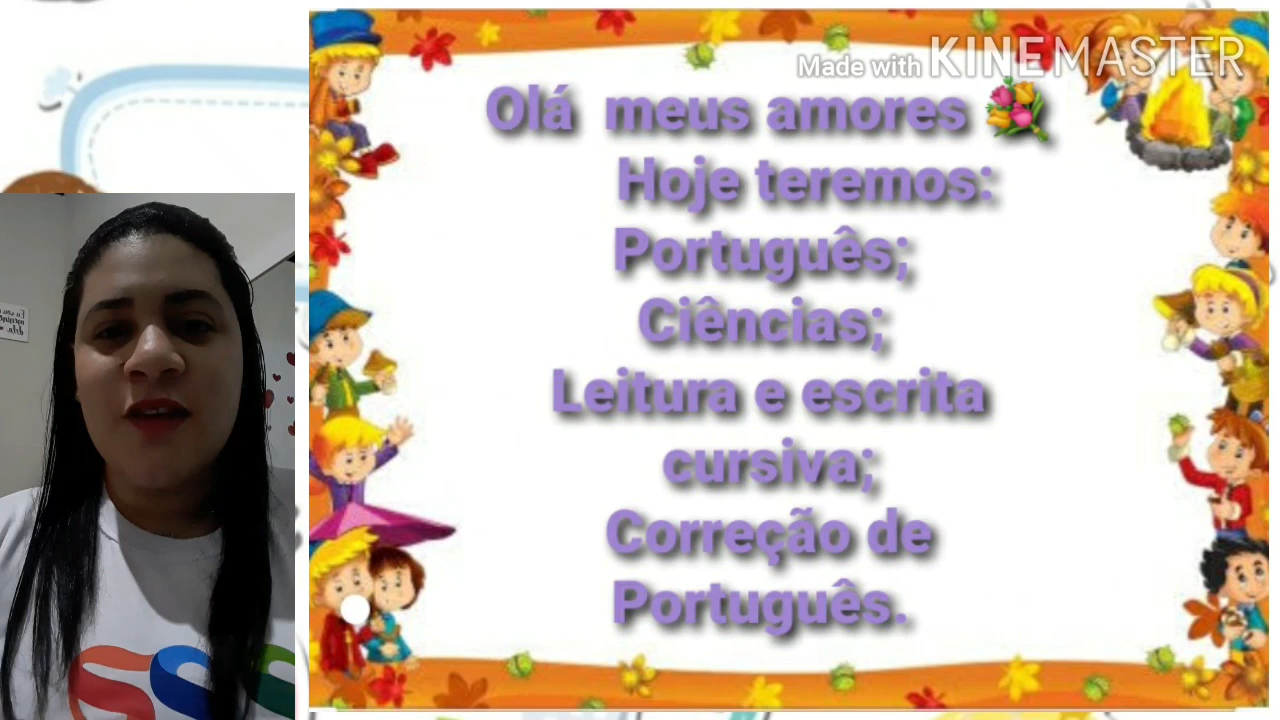 Made with KINEMASTER
Olá meus amores 💐
Hoje teremos:
Português;
Ciências;
Leitura e escrita
cursiva;
Correção de
Português.